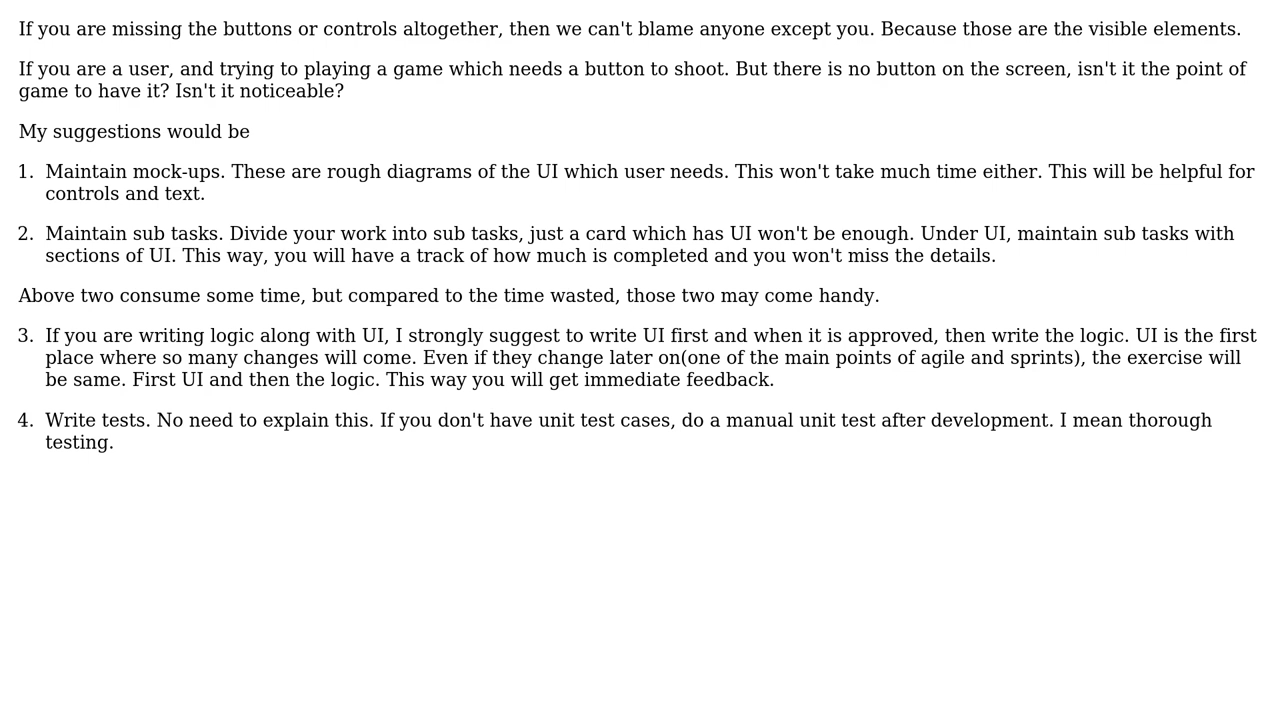 If you are missing the buttons or controls altogether, then we can't blame anyone except you. Because those are the visible elements.
If you are a user, and trying to playing a game which needs a button to shoot. But there is no button on the screen, isn't it the point of
game to have it? Isn't it noticeable?
My suggestions would be
1. Maintain mock-ups. These are rough diagrams of the UI which user needs. This won't take much time either. This will be helpful for
controls and text.
2. Maintain sub tasks. Divide your work into sub tasks, just a card which has UI won't be enough. Under UI, maintain sub tasks with
sections of UI. This way, you will have a track of how much is completed and you won't miss the details.
Above two consume some time, but compared to the time wasted, those two may come handy.
3. If you are writing logic along with UI, I strongly suggest to write UI first and when it is approved, then write the logic. UI is the first
place where so many changes will come. Even if they change later on(one of the main points of agile and sprints), the exercise will
be same. First UI and then the logic. This way you will get immediate feedback.
4. Write tests. No need to explain this. If you don't have unit test cases, do a manual unit test after development. I mean thorough
testing.